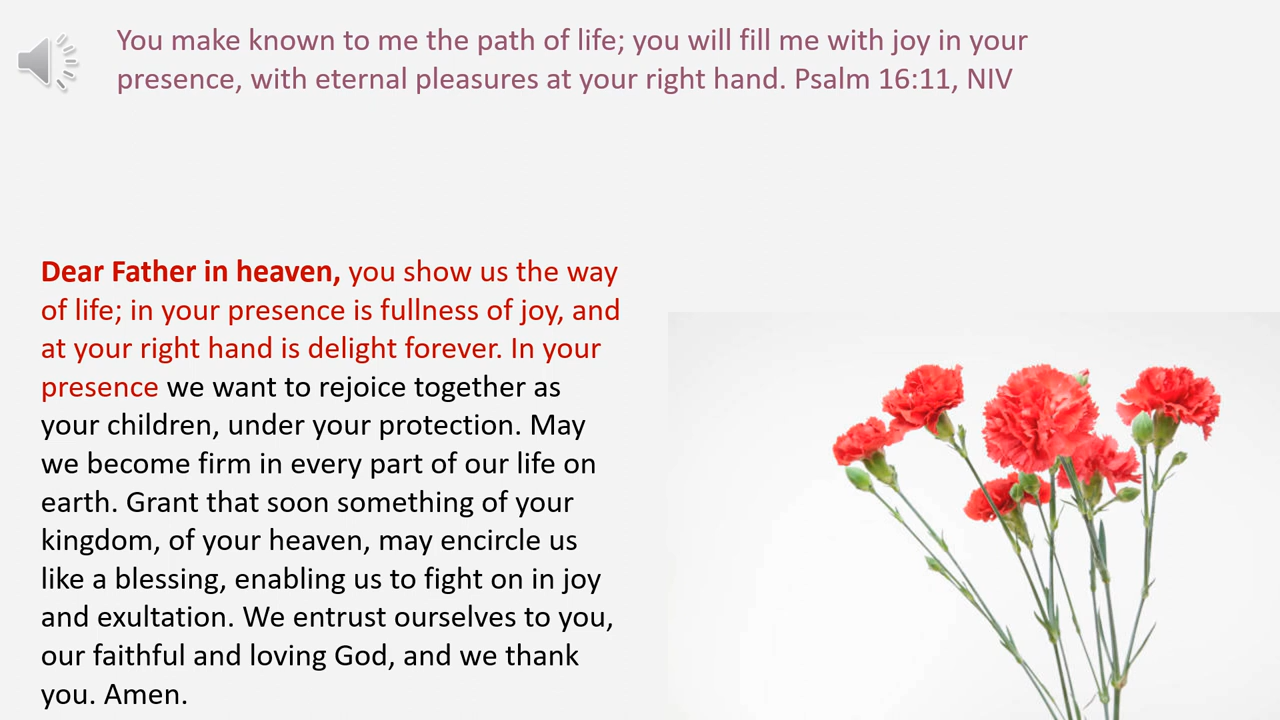 You make known to me the path of life; you will fill me with joy in your
presence, with eternal pleasures at your right hand. Psalm 16:11, NIV
Dear Father in heaven, you show us the way
of life; in your presence is fullness of joy, and
at your right hand is delight forever. In your
presence we want to rejoice together as
your children, under your protection. May
we become firm in every part of our life on
earth. Grant that soon something of your
kingdom, of your heaven, may encircle us
like a blessing, enabling us to fight on in joy
and exultation. We entrust ourselves to you,
our faithful and loving God, and we thank
you. Amen.